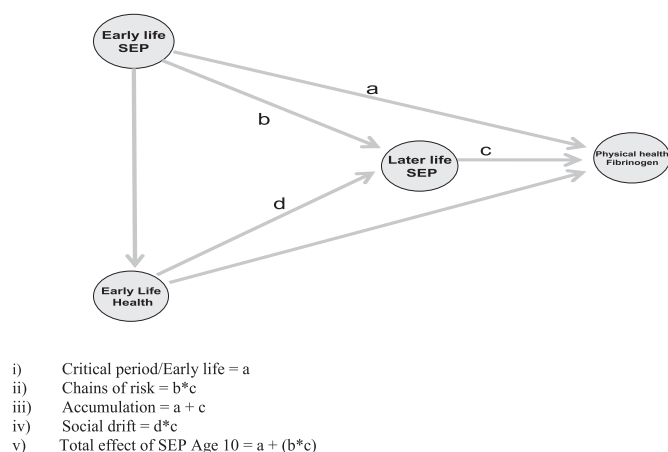 Early life
SEP
a
b
Later life
SEP
c
Physical health
Fibrinogen
d
Early Life
Health
i) Critical period/Early life = a
ii) Chains of risk = b*c
iii) Accumulation = a + c
iv) Social drift = d*c
v) Total effect of SEP Age 10 = a + (b*c)